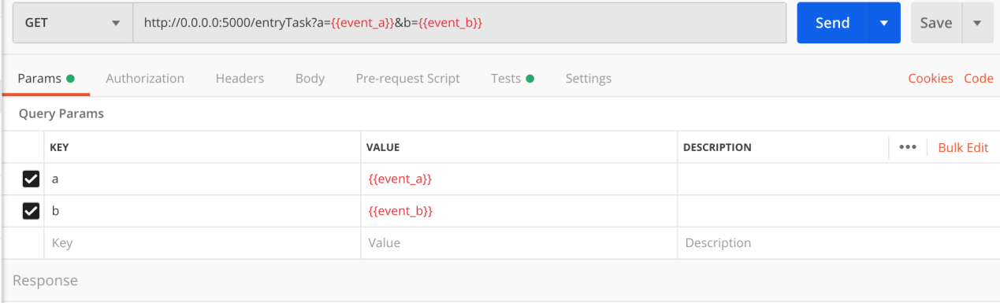 GET http://0.0.0.0:5000/entryTask?a={{event_a}}&b={{event_b}} Send Save
Params Authorization Headers Body Pre-request Script Tests Settings Cookies Code
Query Params
KEY VALUE DESCRIPTION ••• Bulk Edit
a {{event_a}}
b {{event_b}}
Key Value Description
Response